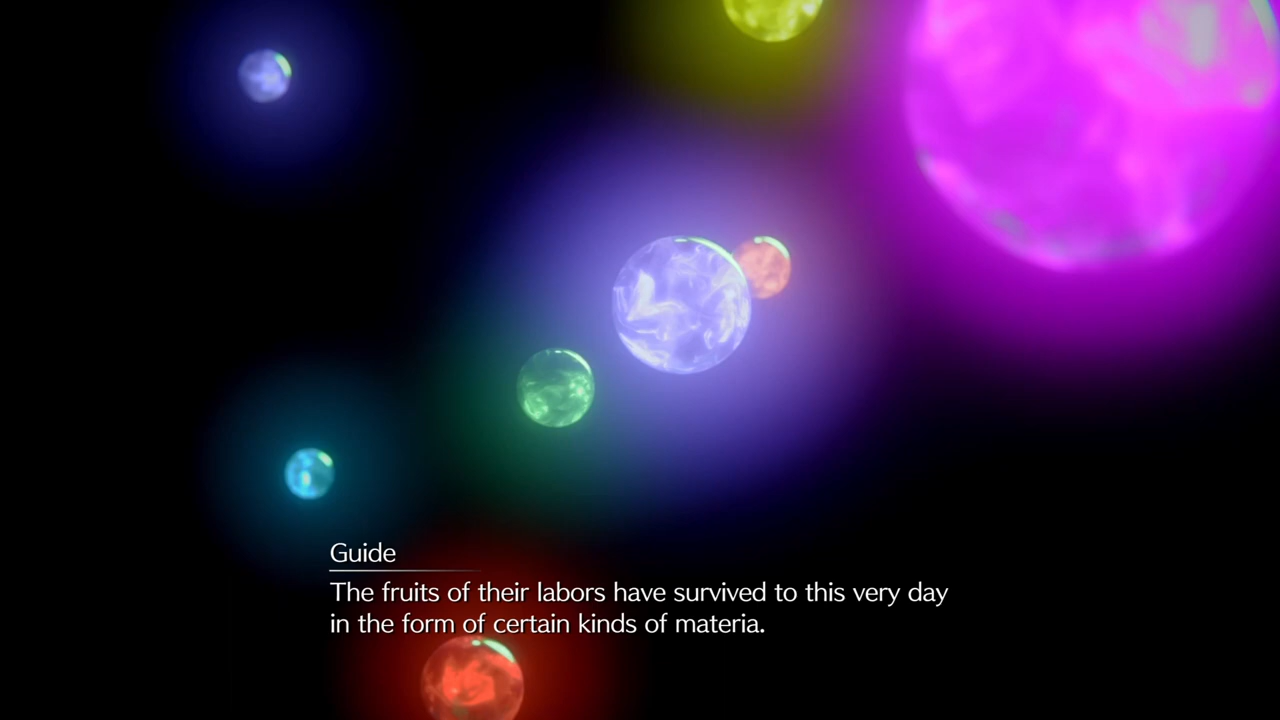 Guide
The fruits of their labors have survived to this very day
in the form of certain kinds of materia.